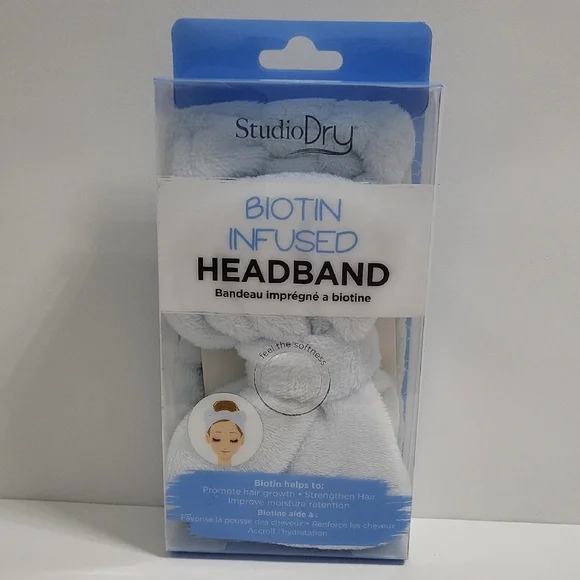 StudioDry
BIOTIN
INFUSED
HEADBAND
Bandeau imprégné a biotine
feel the softness
Biotin helps to:
Promote hair growth • Strengthen Hair
Improve moisture retention
Biotine aide à :
Favorise la pousse des cheveux • Renforce les cheveux
Accroît l'hydratation